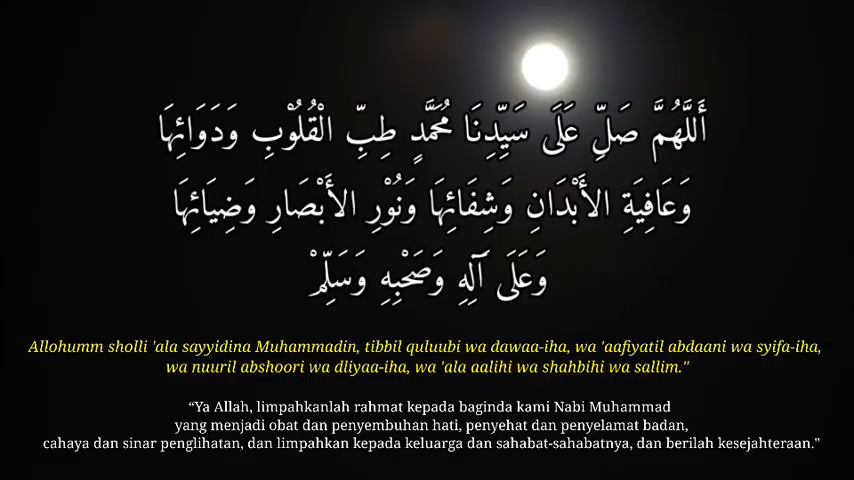 أَللَّهُمَّ صَلِّ عَلَى سَيِّدِنَا مُحَمَّدٍ طِبِّ الْقُلُوْبِ وَدَوَائِهَا
وَعَافِيَةِ الأَبْدَانِ وَشِفَائِهَا وَنُوْرِ الأَبْصَارِ وَضِيَائِهَا
وَعَلَى آلِهِ وَصَحْبِهِ وَسَلِّمْ
Allohumm sholli 'ala sayyidina Muhammadin, tibbil quluubi wa dawaa-iha, wa 'aafiyatil abdaani wa syifa-iha,
wa nuuril abshoori wa dliyaa-iha, wa 'ala aalihi wa shahbihi wa sallim."
“Ya Allah, limpahkanlah rahmat kepada baginda kami Nabi Muhammad
yang menjadi obat dan penyembuhan hati, penyehat dan penyelamat badan,
cahaya dan sinar penglihatan, dan limpahkan kepada keluarga dan sahabat-sahabatnya, dan berilah kesejahteraan."